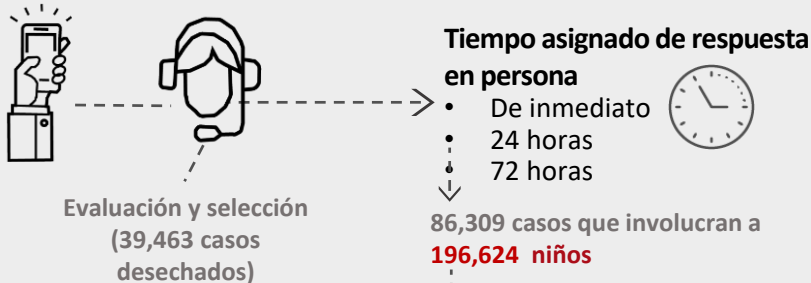 Tiempo asignado de respuesta
en persona
• De inmediato
• 24 horas
• 72 horas
Evaluación y selección
(39,463 casos
desechados)
86,309 casos que involucran a
196,624 niños